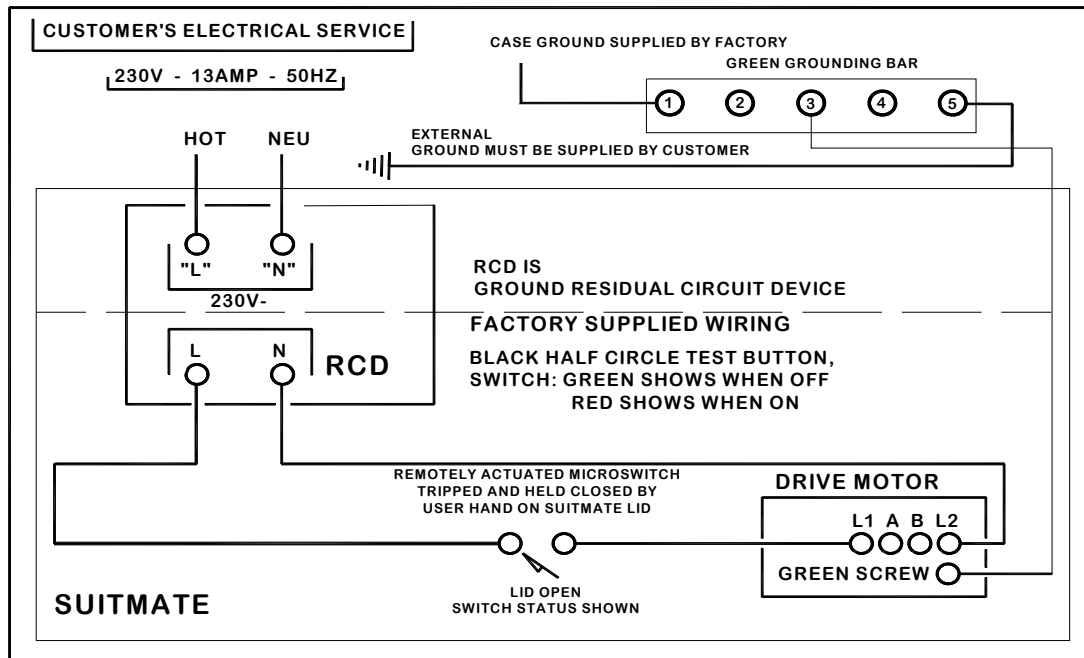 CUSTOMER'S ELECTRICAL SERVICE
230V - 13AMP - 50HZ
CASE GROUND SUPPLIED BY FACTORY
GREEN GROUNDING BAR
1 2 3 4 5
HOT NEU
EXTERNAL
GROUND MUST BE SUPPLIED BY CUSTOMER
"L" "N"
230V-
RCD IS
GROUND RESIDUAL CIRCUIT DEVICE
FACTORY SUPPLIED WIRING
L N
RCD
BLACK HALF CIRCLE TEST BUTTON,
SWITCH: GREEN SHOWS WHEN OFF
RED SHOWS WHEN ON
REMOTELY ACTUATED MICROSWITCH
TRIPPED AND HELD CLOSED BY
USER HAND ON SUITMATE LID
DRIVE MOTOR
L1 A B L2
GREEN SCREW
LID OPEN
SWITCH STATUS SHOWN
SUITMATE